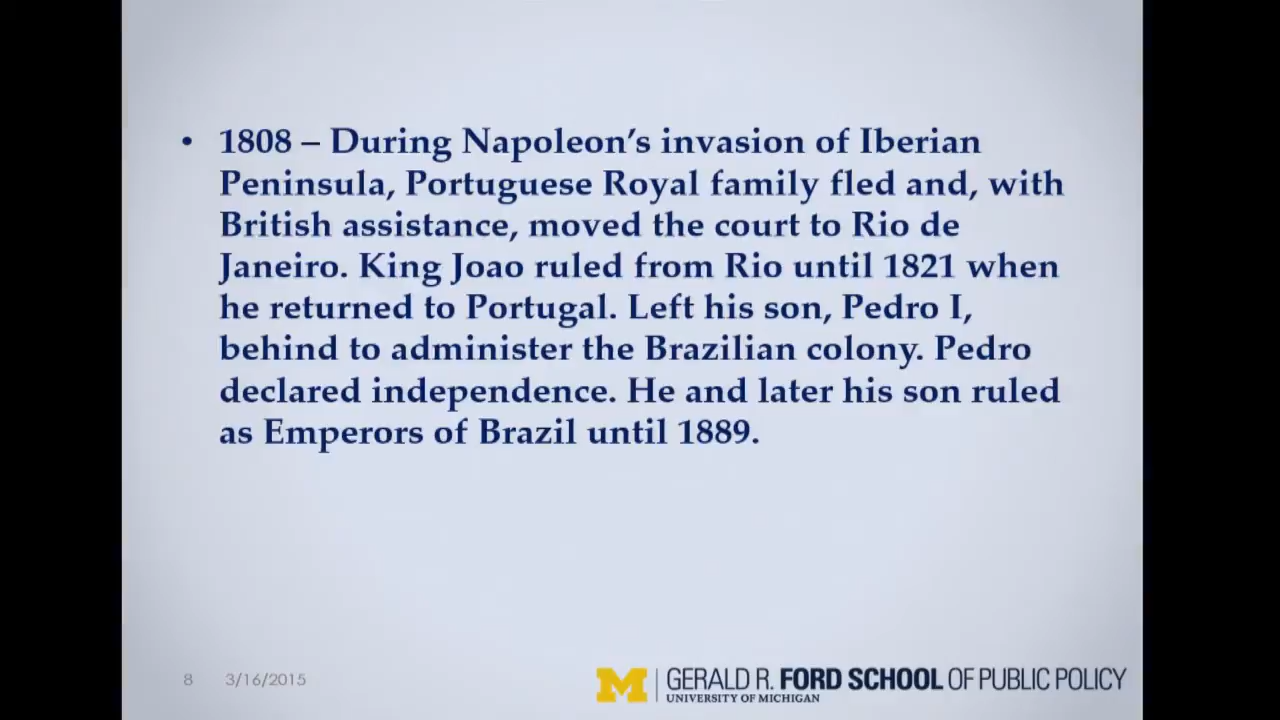 • 1808 – During Napoleon's invasion of Iberian
Peninsula, Portuguese Royal family fled and, with
British assistance, moved the court to Rio de
Janeiro. King Joao ruled from Rio until 1821 when
he returned to Portugal. Left his son, Pedro I,
behind to administer the Brazilian colony. Pedro
declared independence. He and later his son ruled
as Emperors of Brazil until 1889.
8 3/16/2015
M GERALD R. FORD SCHOOL OF PUBLIC POLICY
UNIVERSITY OF MICHIGAN